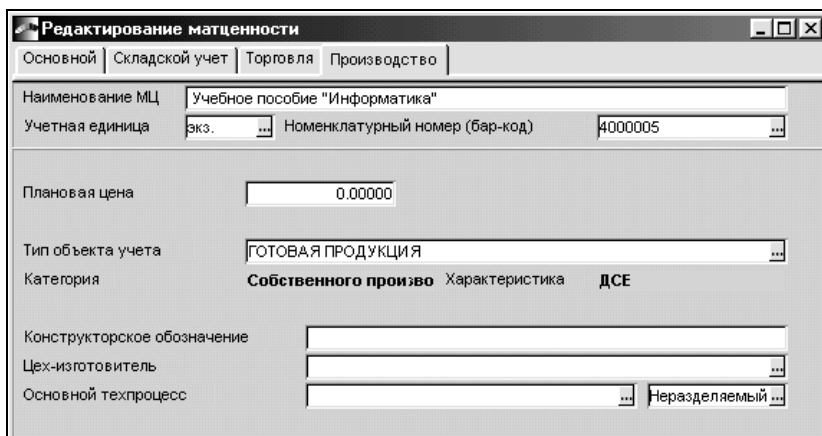 Редактирование матценности
Основной Складской учет Торговля Производство
Наименование МЦ Учебное пособие "Информатика"
Учетная единица экз. ... Номенклатурный номер (бар-код) 4000005 ...
Плановая цена 0.00000
Тип объекта учета ГОТОВАЯ ПРОДУКЦИЯ ...
Категория Собственного произво Характеристика ДСЕ
Конструкторское обозначение
Цех-изготовитель ...
Основной техпроцесс ... Неразделяемый ...